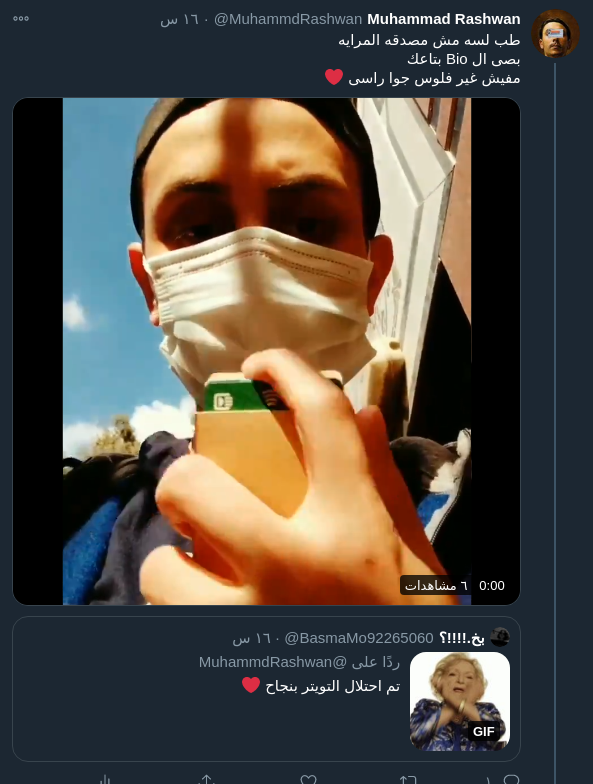 Muhammad Rashwan @MuhammdRashwan · ١٦ س
طب لسه مش مصدقه المرايه
بصى ال Bio بتاعك
مفيش غير فلوس جوا راسى ❤️
0:00 ٦ مشاهدات
بخ.!!!!؟ @BasmaMo92265060 · ١٦ س
ردًا على @MuhammdRashwan
تم احتلال التويتر بنجاح ❤️
GIF
١